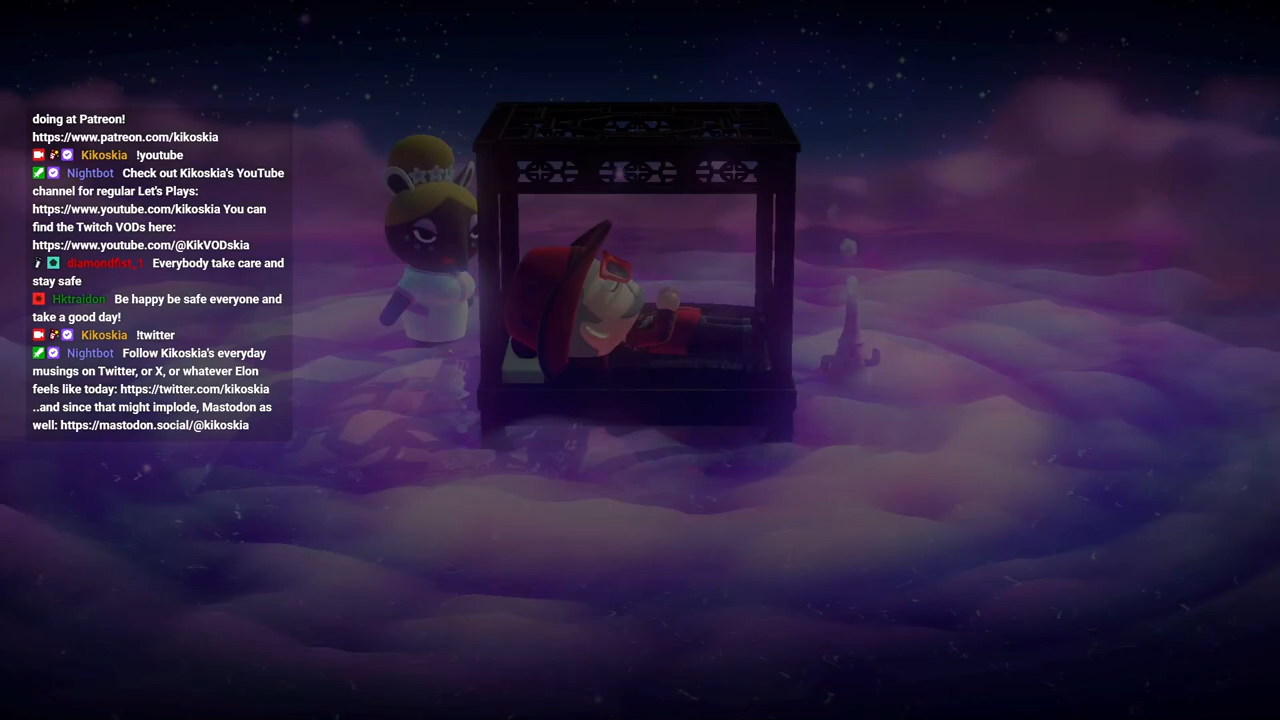 doing at Patreon!
https://www.patreon.com/kikoskia
Kikoskia !youtube
Nightbot Check out Kikoskia's YouTube
channel for regular Let's Plays:
https://www.youtube.com/kikoskia You can
find the Twitch VODs here:
https://www.youtube.com/@KikVODskia
diamondfist_1 Everybody take care and
stay safe
Hktraidon Be happy be safe everyone and
take a good day!
Kikoskia !twitter
Nightbot Follow Kikoskia's everyday
musings on Twitter, or X, or whatever Elon
feels like today: https://twitter.com/kikoskia
..and since that might implode, Mastodon as
well: https://mastodon.social/@kikoskia